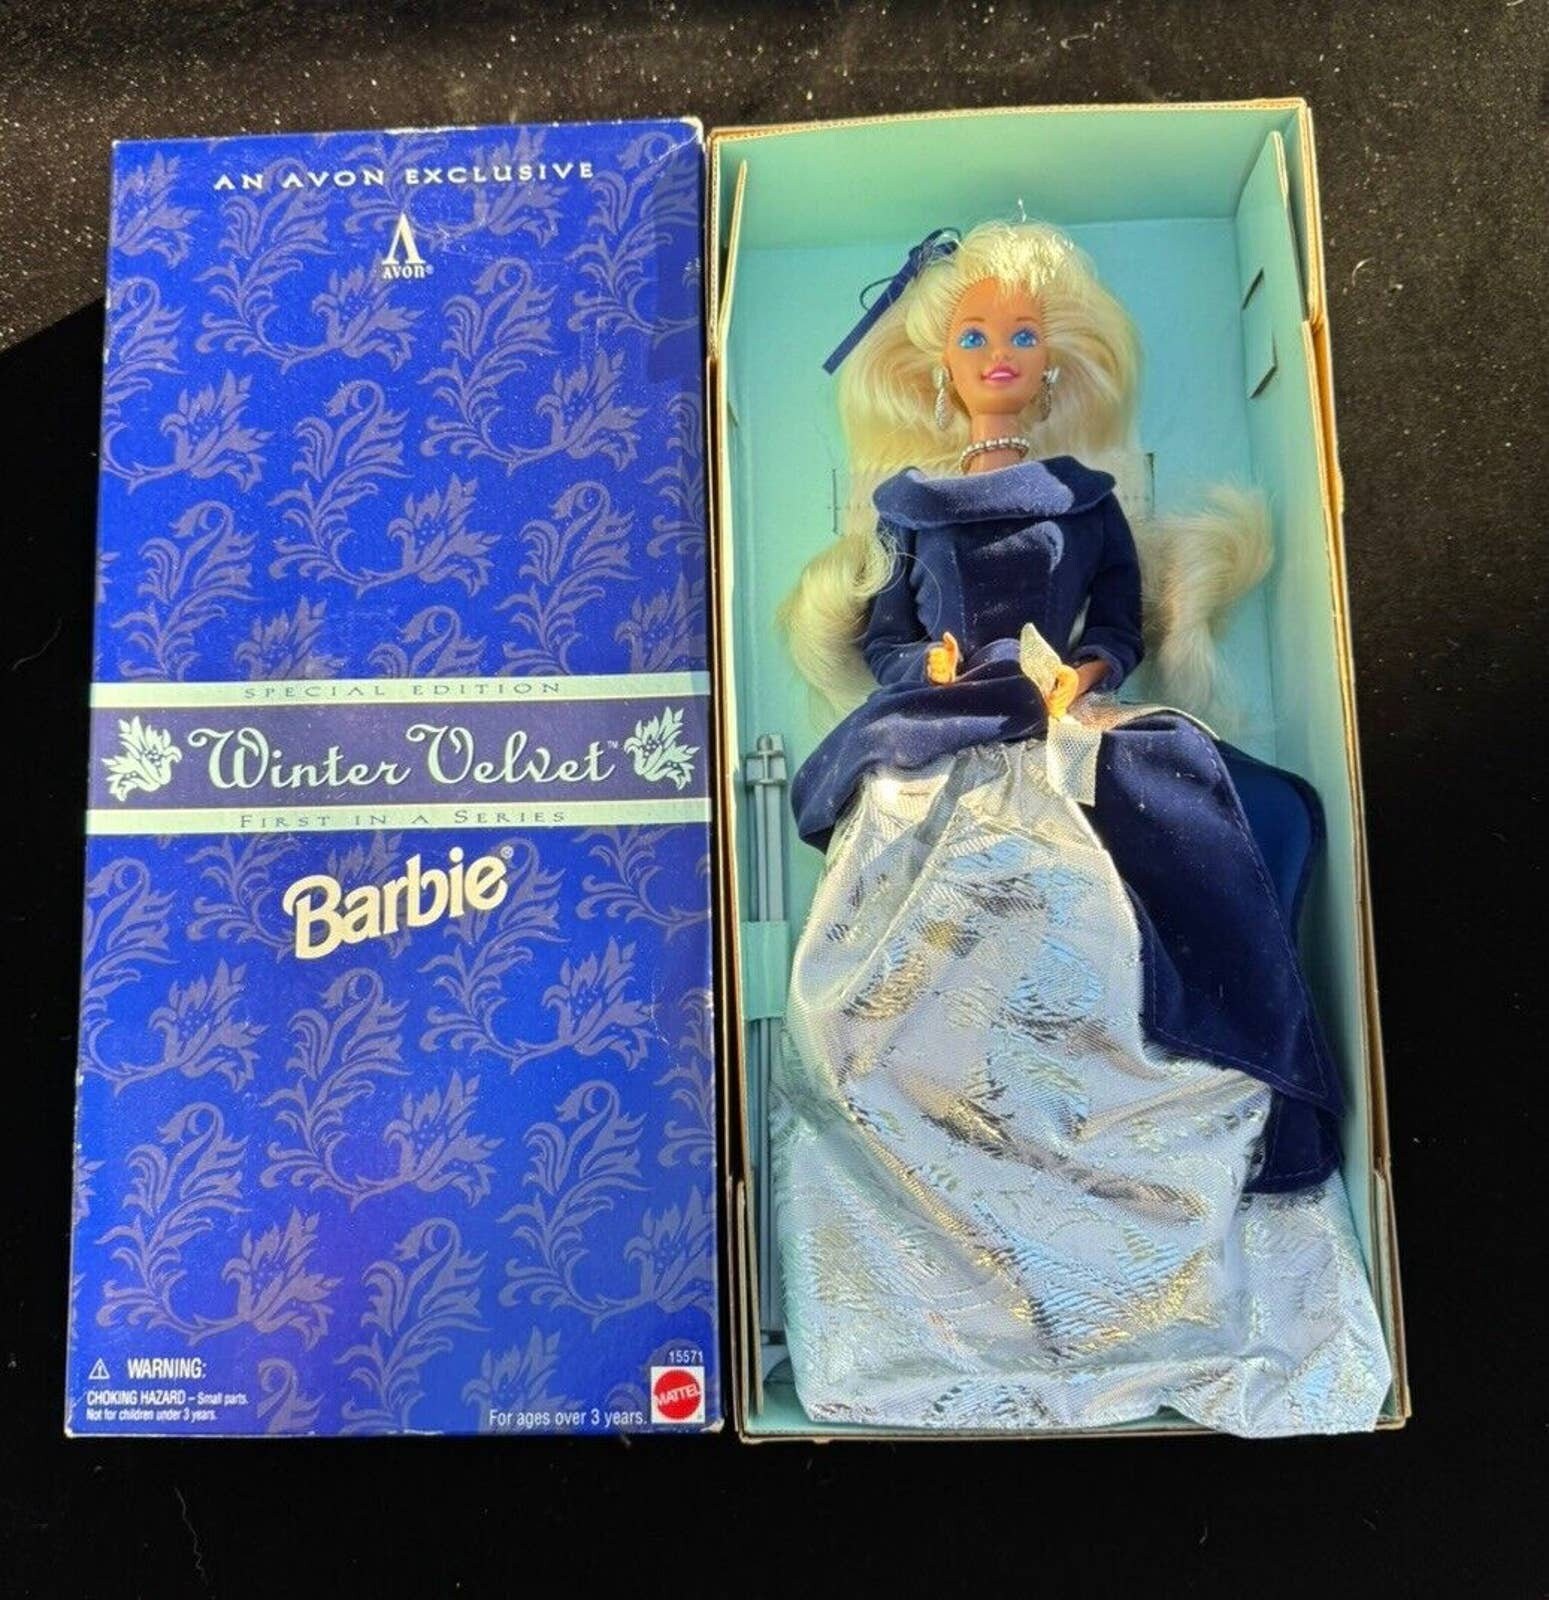 AN AVON EXCLUSIVE
AVON®
SPECIAL EDITION
Winter Velvet™
FIRST IN A SERIES
Barbie®
⚠ WARNING:
CHOKING HAZARD – Small parts.
Not for children under 3 years.
For ages over 3 years.
15571
MATTEL